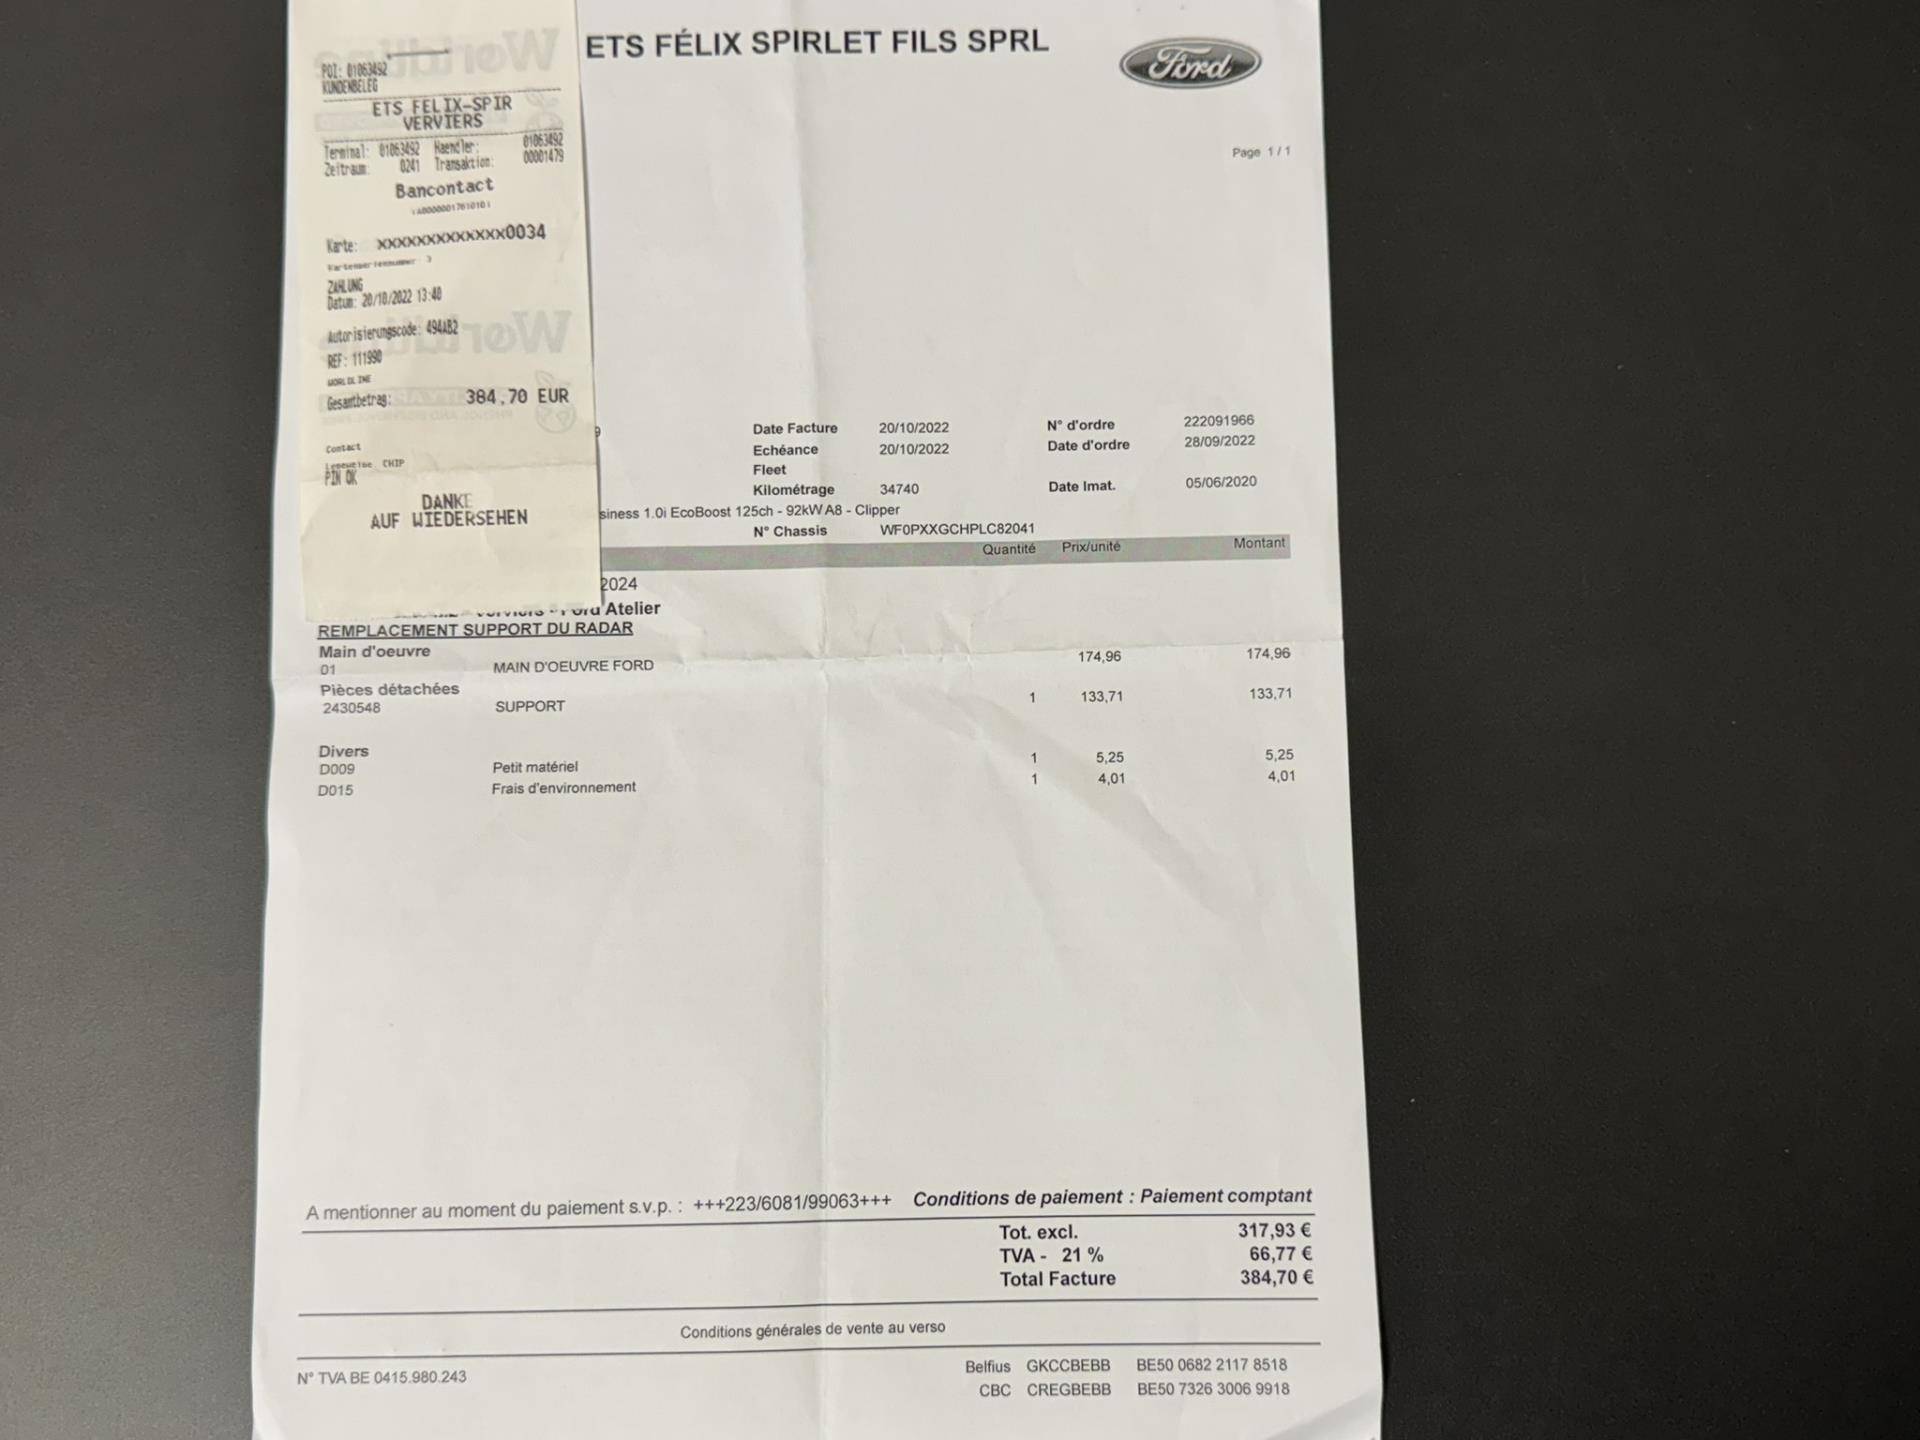 POI: 01063492
KUNDENBELEG
ETS FELIX-SPIR
VERVIERS
Terminal: 01063492 Haendler: 01063492
Zeitraum: 0241 Transaktion: 00001479
Bancontact
Karte: xxxxxxxxxxxxx0034
Kartenseriennummer: 3
ZAHLUNG
Datum: 20/10/2022 13:40
Autorisierungscode: 494AB2
REF: 111990
WORLDLINE
Gesamtbetrag: 384,70 EUR
Contact
Leseweise CHIP
PIN OK
DANKE
AUF WIEDERSEHEN
ETS FÉLIX SPIRLET FILS SPRL
Ford
Page 1 / 1
Date Facture 20/10/2022 N° d'ordre 222091966
Echéance 20/10/2022 Date d'ordre 28/09/2022
Fleet
Kilométrage 34740 Date Imat. 05/06/2020
siness 1.0i EcoBoost 125ch - 92kW A8 - Clipper
N° Chassis WF0PXXGCHPLC82041
Quantité Prix/unité Montant
2024
Atelier
REMPLACEMENT SUPPORT DU RADAR
Main d'oeuvre
01 MAIN D'OEUVRE FORD 174,96 174,96
Pièces détachées
2430548 SUPPORT 1 133,71 133,71
Divers
D009 Petit matériel 1 5,25 5,25
D015 Frais d'environnement 1 4,01 4,01
A mentionner au moment du paiement s.v.p. : +++223/6081/99063+++ Conditions de paiement : Paiement comptant
Tot. excl. 317,93 €
TVA - 21 % 66,77 €
Total Facture 384,70 €
Conditions générales de vente au verso
N° TVA BE 0415.980.243
Belfius GKCCBEBB BE50 0682 2117 8518
CBC CREGBEBB BE50 7326 3006 9918